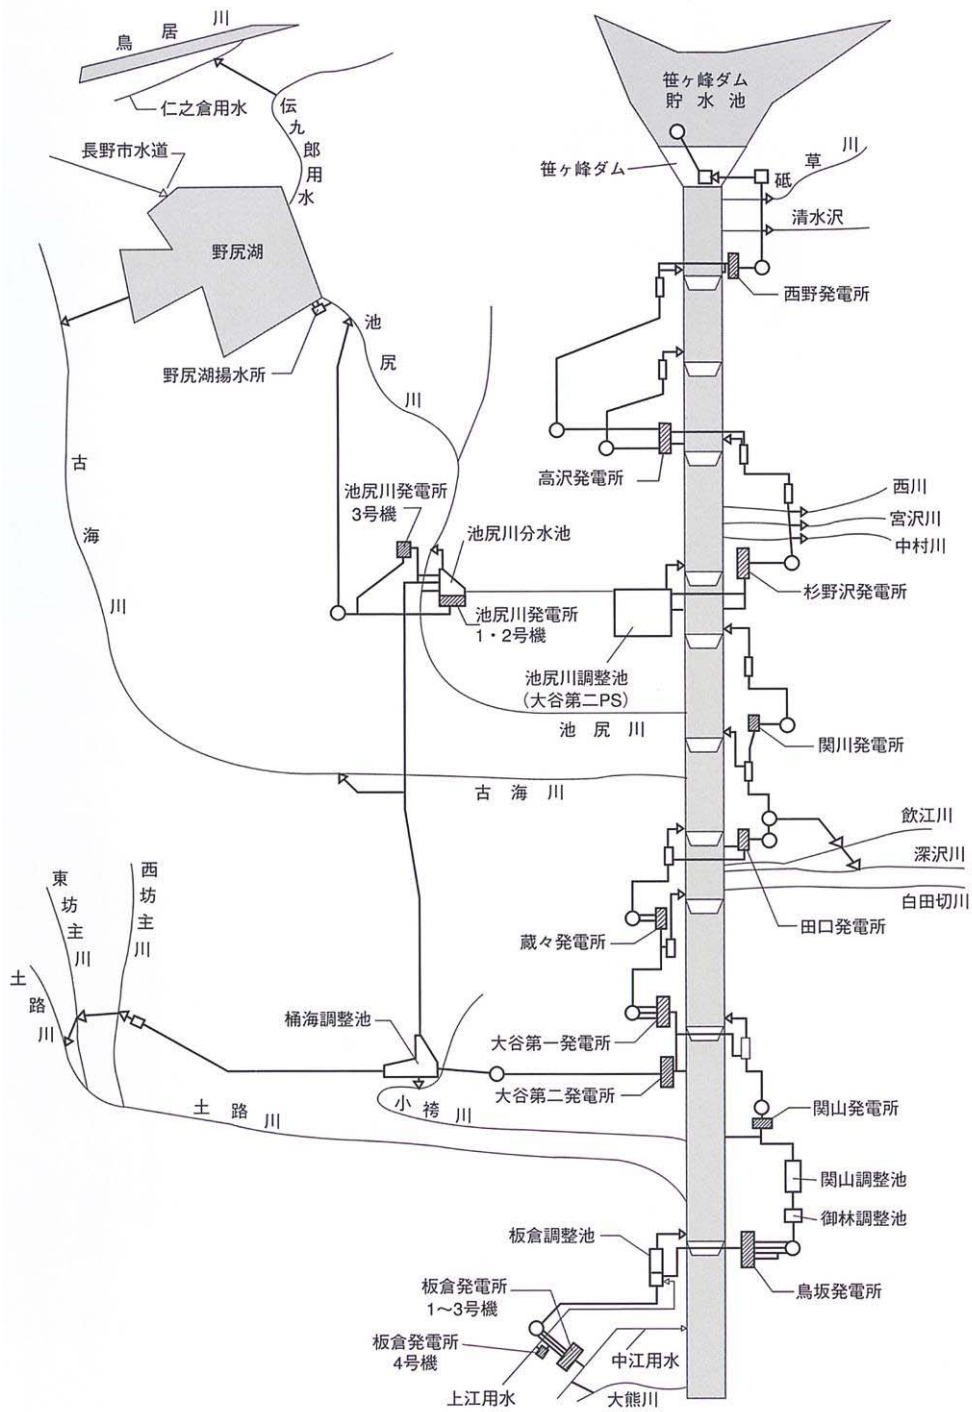 鳥居川
仁之倉用水
伝九郎用水
長野市水道
野尻湖
野尻湖揚水所
池尻川
古海川
池尻川発電所
3号機
池尻川分水池
池尻川発電所
1・2号機
池尻川調整池
(大谷第二PS)
池尻川
古海川
笹ヶ峰ダム
貯水池
笹ヶ峰ダム
砥草川
清水沢
西野発電所
高沢発電所
西川
宮沢川
中村川
杉野沢発電所
関川発電所
飲江川
深沢川
白田切川
田口発電所
蔵々発電所
大谷第一発電所
大谷第二発電所
東坊主川
西坊主川
土路川
桶海調整池
小袴川
土路川
関山発電所
関山調整池
御林調整池
鳥坂発電所
板倉調整池
板倉発電所
1～3号機
板倉発電所
4号機
上江用水
中江用水
大熊川